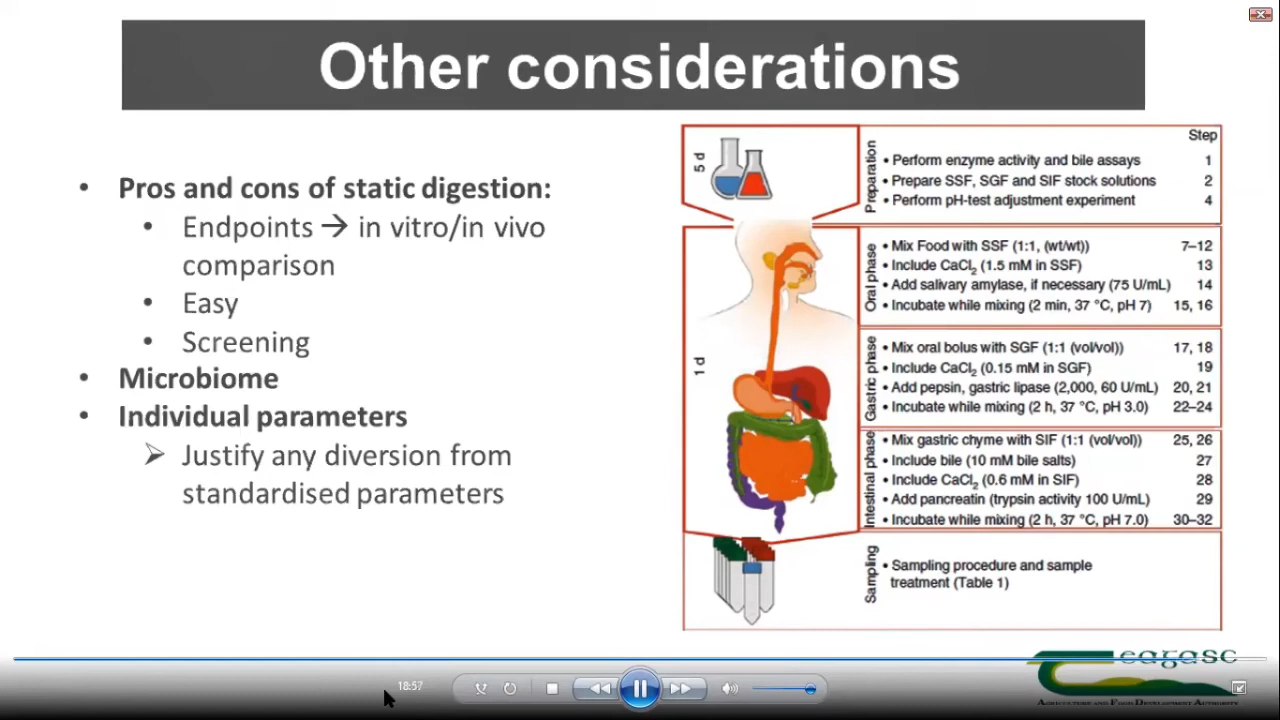 Other considerations
• Pros and cons of static digestion:
• Endpoints → in vitro/in vivo
comparison
• Easy
• Screening
• Microbiome
• Individual parameters
➢ Justify any diversion from
standardised parameters
Step
5 d
Preparation
• Perform enzyme activity and bile assays 1
• Prepare SSF, SGF and SIF stock solutions 2
• Perform pH-test adjustment experiment 4
1 d
Oral phase
• Mix Food with SSF (1:1, (wt/wt)) 7–12
• Include CaCl₂ (1.5 mM in SSF) 13
• Add salivary amylase, if necessary (75 U/mL) 14
• Incubate while mixing (2 min, 37 °C, pH 7) 15, 16
Gastric phase
• Mix oral bolus with SGF (1:1 (vol/vol)) 17, 18
• Include CaCl₂ (0.15 mM in SGF) 19
• Add pepsin, gastric lipase (2,000, 60 U/mL) 20, 21
• Incubate while mixing (2 h, 37 °C, pH 3.0) 22–24
Intestinal phase
• Mix gastric chyme with SIF (1:1 (vol/vol)) 25, 26
• Include bile (10 mM bile salts) 27
• Include CaCl₂ (0.6 mM in SIF) 28
• Add pancreatin (trypsin activity 100 U/mL) 29
• Incubate while mixing (2 h, 37 °C, pH 7.0) 30–32
Sampling
• Sampling procedure and sample
treatment (Table 1)
18:57
eagasc
Agriculture and Food Development Authority